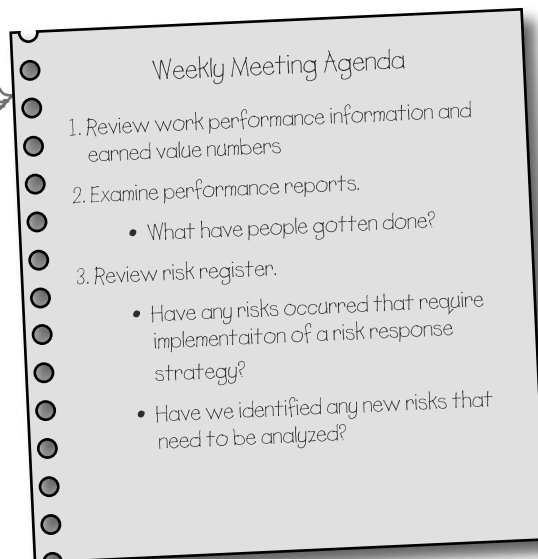 Weekly Meeting Agenda
1. Review work performance information and
earned value numbers
2. Examine performance reports.
• What have people gotten done?
3. Review risk register.
• Have any risks occurred that require
implementaiton of a risk response
strategy?
• Have we identified any new risks that
need to be analyzed?